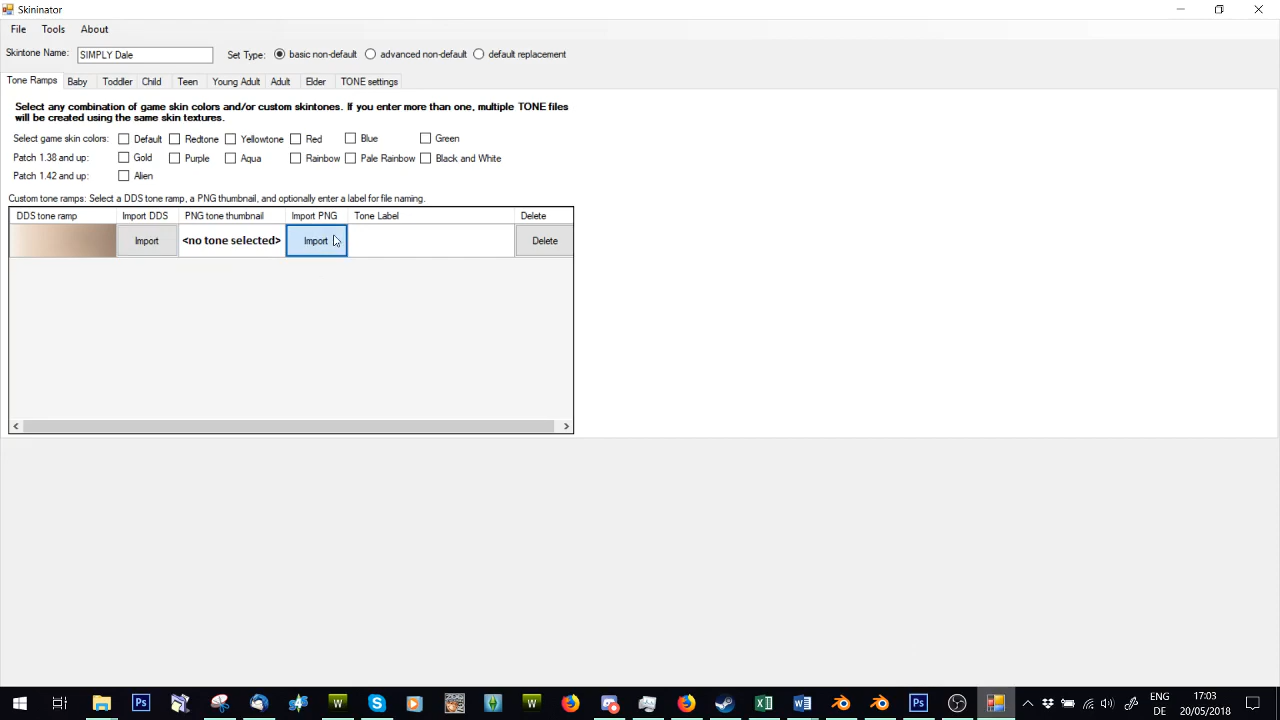 Skininator
File Tools About
Skintone Name: SIMPLY Dale Set Type: basic non-default advanced non-default default replacement
Tone Ramps Baby Toddler Child Teen Young Adult Adult Elder TONE settings
Select any combination of game skin colors and/or custom skintones. If you enter more than one, multiple TONE files
will be created using the same skin textures.
Select game skin colors: Default Redtone Yellowtone Red Blue Green
Patch 1.38 and up: Gold Purple Aqua Rainbow Pale Rainbow Black and White
Patch 1.42 and up: Alien
Custom tone ramps: Select a DDS tone ramp, a PNG thumbnail, and optionally enter a label for file naming.
DDS tone ramp Import DDS PNG tone thumbnail Import PNG Tone Label Delete
Import <no tone selected> Import Delete
ENG 17:03
DE 20/05/2018